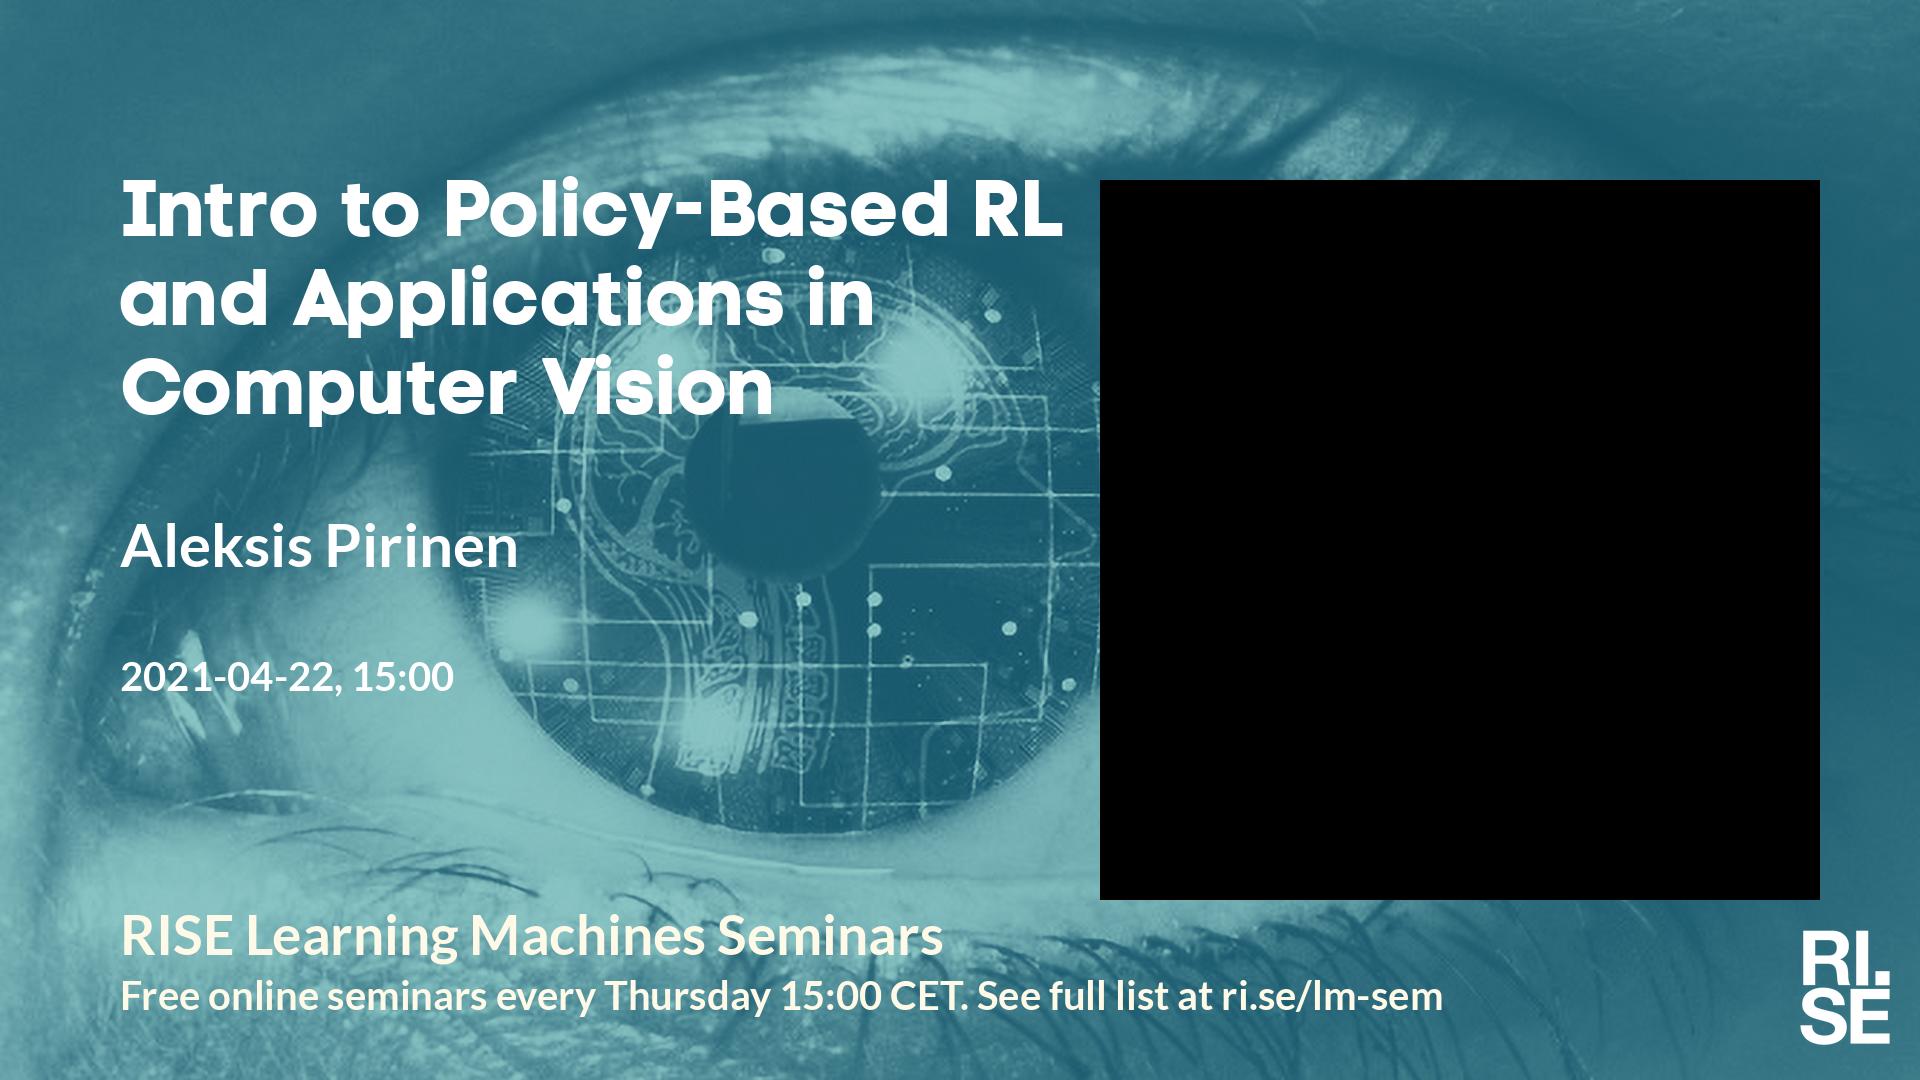 Intro to Policy-Based RL
and Applications in
Computer Vision
Aleksis Pirinen
2021-04-22, 15:00
RISE Learning Machines Seminars
Free online seminars every Thursday 15:00 CET. See full list at ri.se/lm-sem
RI.
SE